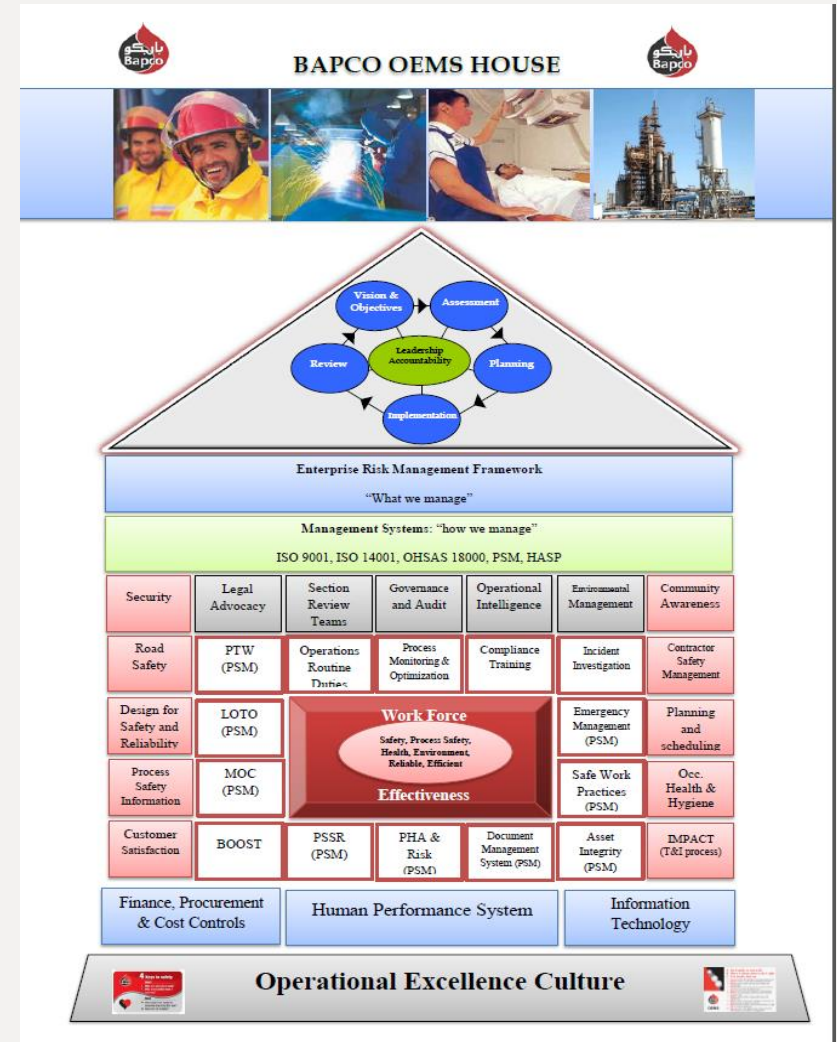 بابكو
Bapco
BAPCO OEMS HOUSE
بابكو
Bapco
Vision &
Objectives
Assessment
Leadership
Accountability
Review
Planning
Implementation
Enterprise Risk Management Framework
“What we manage”
Management Systems: “how we manage”
ISO 9001, ISO 14001, OHSAS 18000, PSM, HASP
Security
Legal
Advocacy
Section
Review
Teams
Governance
and Audit
Operational
Intelligence
Environmental
Management
Community
Awareness
Road
Safety
PTW
(PSM)
Operations
Routine
Duties
Process
Monitoring &
Optimization
Compliance
Training
Incident
Investigation
Contractor
Safety
Management
Design for
Safety and
Reliability
LOTO
(PSM)
Work Force
Safety, Process Safety,
Health, Environment,
Reliable, Efficient
Effectiveness
Emergency
Management
(PSM)
Planning
and
scheduling
Process
Safety
Information
MOC
(PSM)
Safe Work
Practices
(PSM)
Occ.
Health &
Hygiene
Customer
Satisfaction
BOOST
PSSR
(PSM)
PHA &
Risk
(PSM)
Document
Management
System (PSM)
Asset
Integrity
(PSM)
IMPACT
(T&I process)
Finance, Procurement
& Cost Controls
Human Performance System
Information
Technology
Operational Excellence Culture